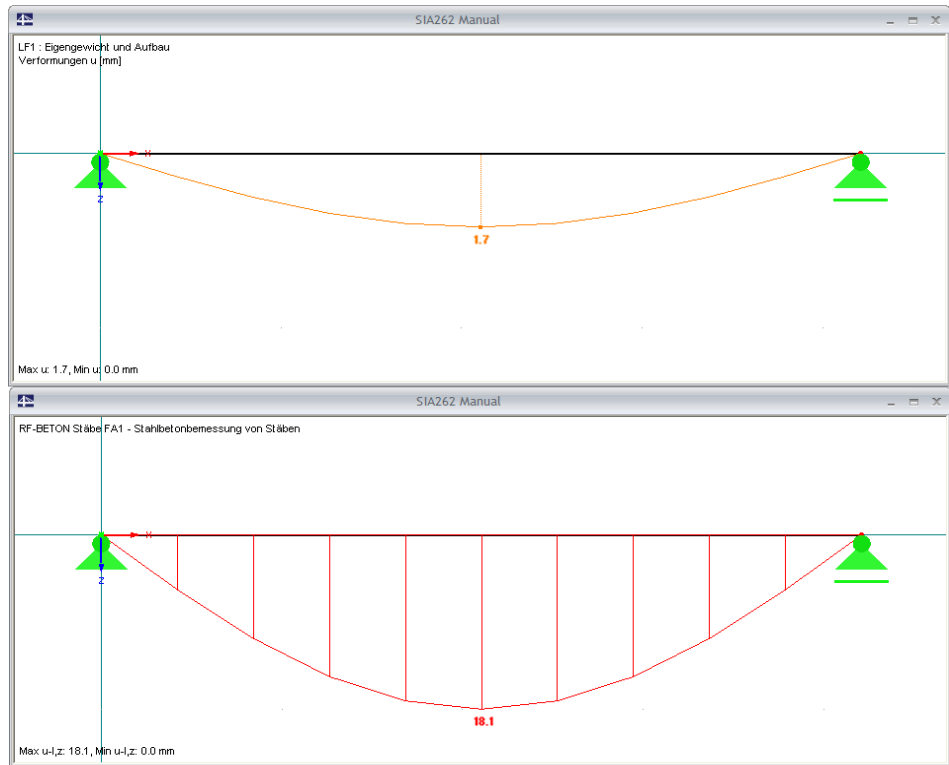 SIA262 Manual
LF1 : Eigengewicht und Aufbau
Verformungen u [mm]
x
z
1.7
Max u: 1.7, Min u: 0.0 mm
SIA262 Manual
RF-BETON Stäbe FA1 - Stahlbetonbemessung von Stäben
x
z
18.1
Max u-l,z: 18.1, Min u-l,z: 0.0 mm